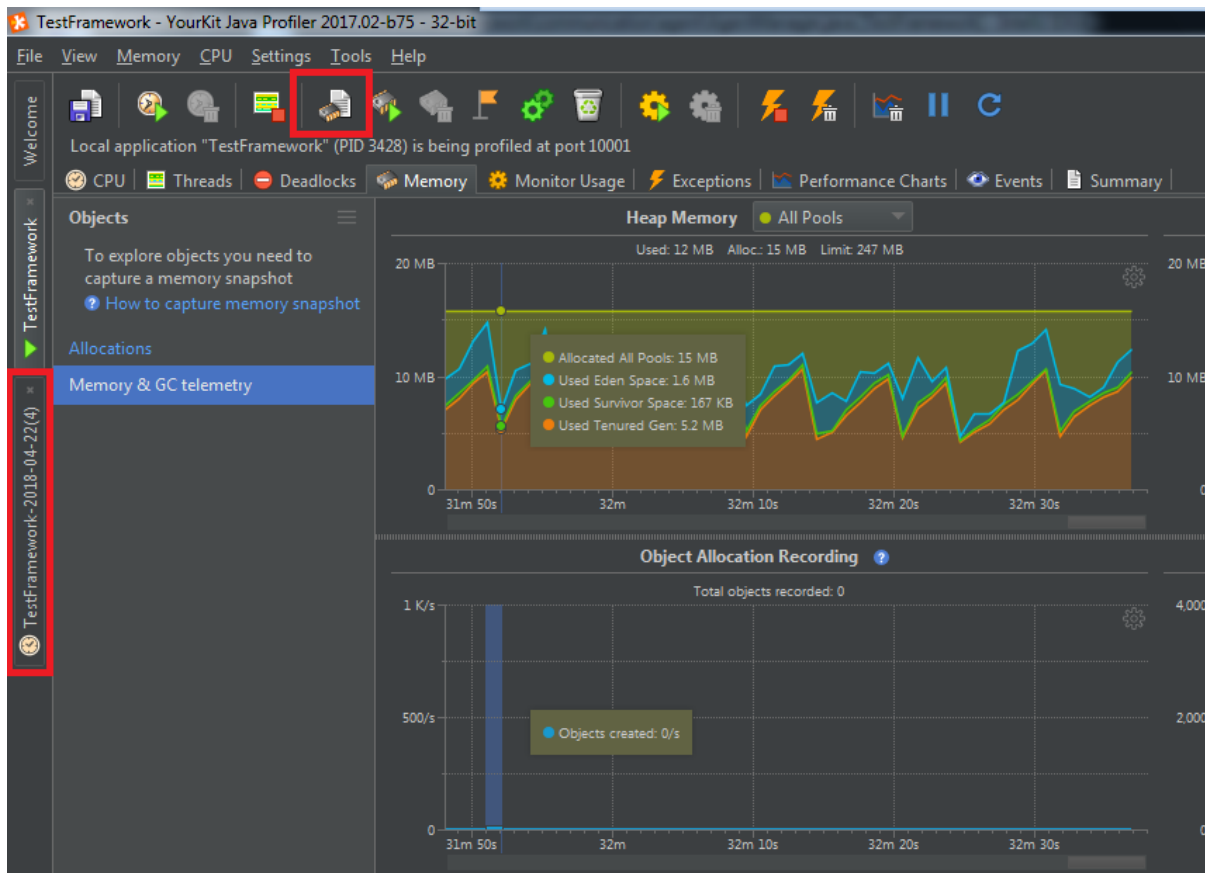 TestFramework - YourKit Java Profiler 2017.02-b75 - 32-bit
File View Memory CPU Settings Tools Help
Local application "TestFramework" (PID 3428) is being profiled at port 10001
CPU Threads Deadlocks Memory Monitor Usage Exceptions Performance Charts Events Summary
Welcome
TestFramework
TestFramework-2018-04-22(4)
Objects
To explore objects you need to
capture a memory snapshot
? How to capture memory snapshot
Allocations
Memory & GC telemetry
Heap Memory All Pools
Used: 12 MB Alloc.: 15 MB Limit: 247 MB
20 MB
10 MB
0
Allocated All Pools: 15 MB
Used Eden Space: 1.6 MB
Used Survivor Space: 167 KB
Used Tenured Gen: 5.2 MB
31m 50s 32m 32m 10s 32m 20s 32m 30s
20 MB
10 MB
0
Object Allocation Recording ?
Total objects recorded: 0
1 K/s
500/s
0
Objects created: 0/s
31m 50s 32m 32m 10s 32m 20s 32m 30s
4,000
2,000
0